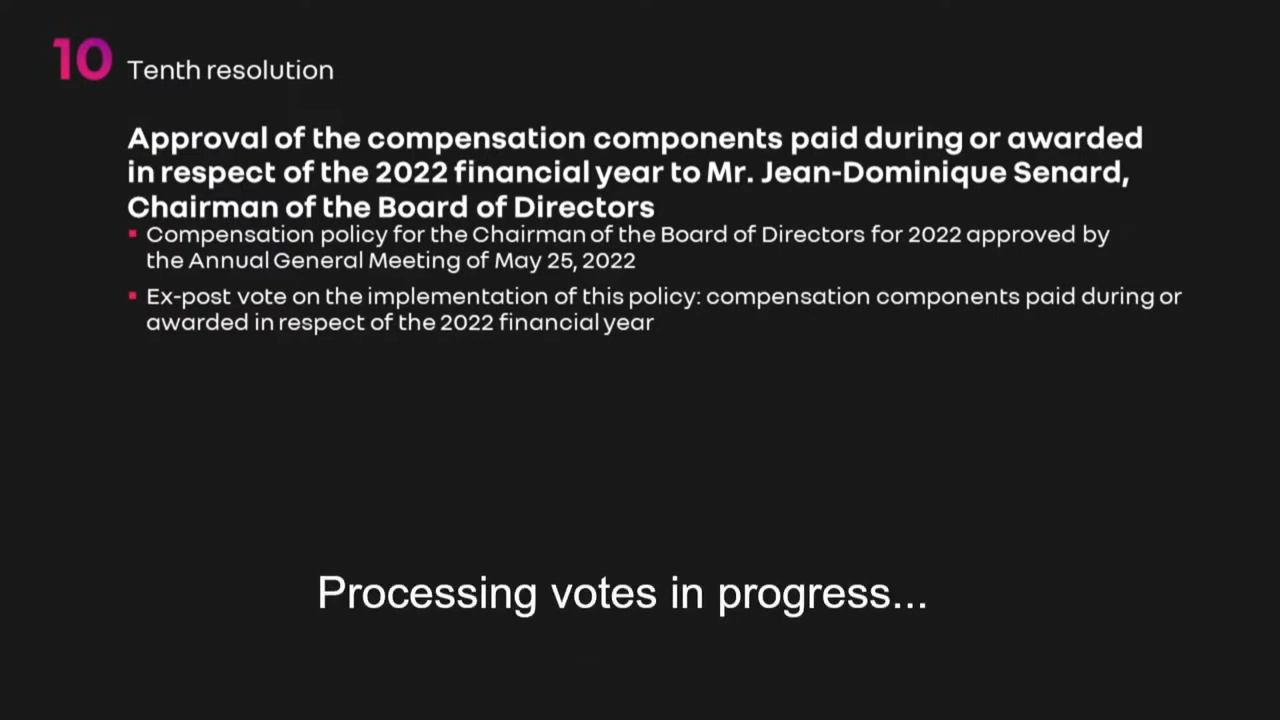 10 Tenth resolution
Approval of the compensation components paid during or awarded
in respect of the 2022 financial year to Mr. Jean-Dominique Senard,
Chairman of the Board of Directors
▪ Compensation policy for the Chairman of the Board of Directors for 2022 approved by
the Annual General Meeting of May 25, 2022
▪ Ex-post vote on the implementation of this policy: compensation components paid during or
awarded in respect of the 2022 financial year
Processing votes in progress...